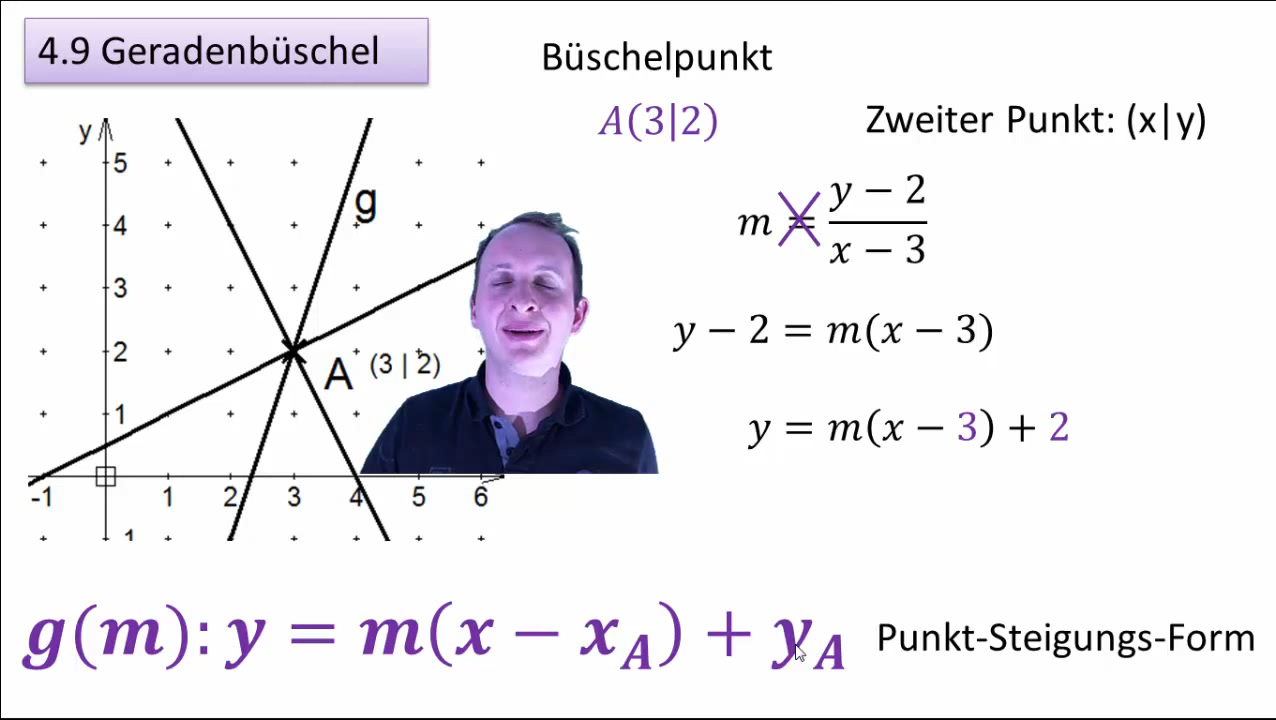 4.9 Geradenbüschel
Büschelpunkt
A(3|2)
Zweiter Punkt: (x|y)
m = (y − 2)/(x − 3)
y − 2 = m(x − 3)
y = m(x − 3) + 2
y
5
4
3
2
1
g
A (3 | 2)
-1 1 2 3 4 5 6
1
g(m): y = m(x − x_A) + y_A
Punkt-Steigungs-Form